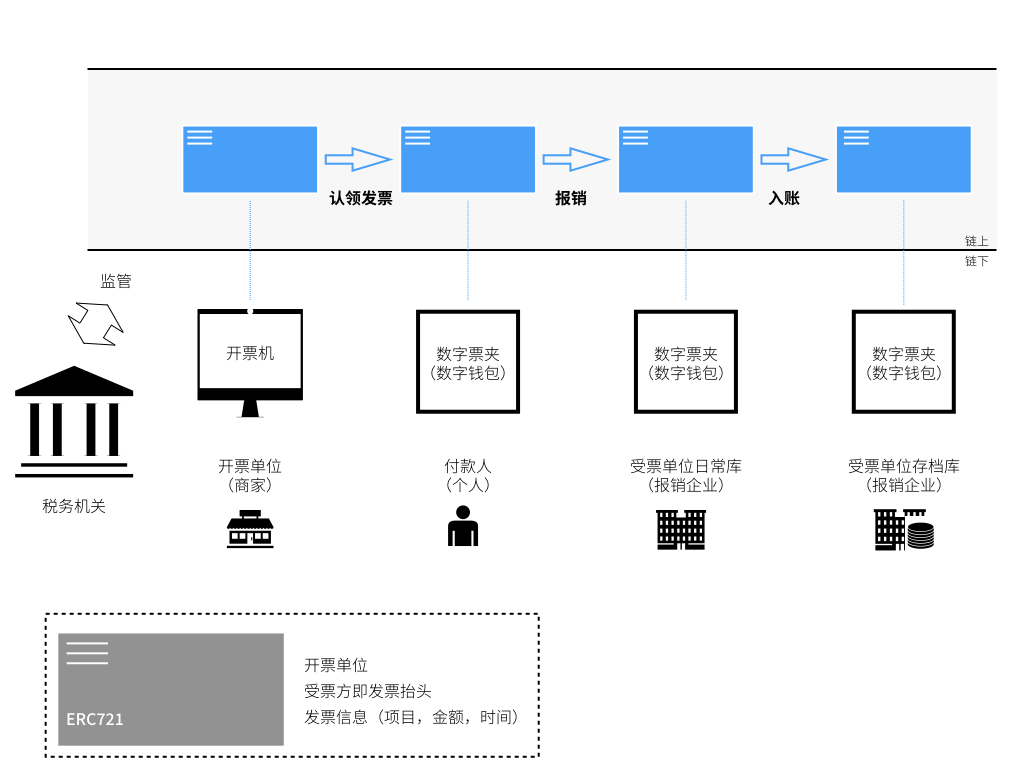 认领发票
报销
入账
链上
链下
监管
开票机
数字票夹
（数字钱包）
数字票夹
（数字钱包）
数字票夹
（数字钱包）
开票单位
（商家）
付款人
（个人）
受票单位日常库
（报销企业）
受票单位存档库
（报销企业）
税务机关
ERC721
开票单位
受票方即发票抬头
发票信息（项目，金额，时间）